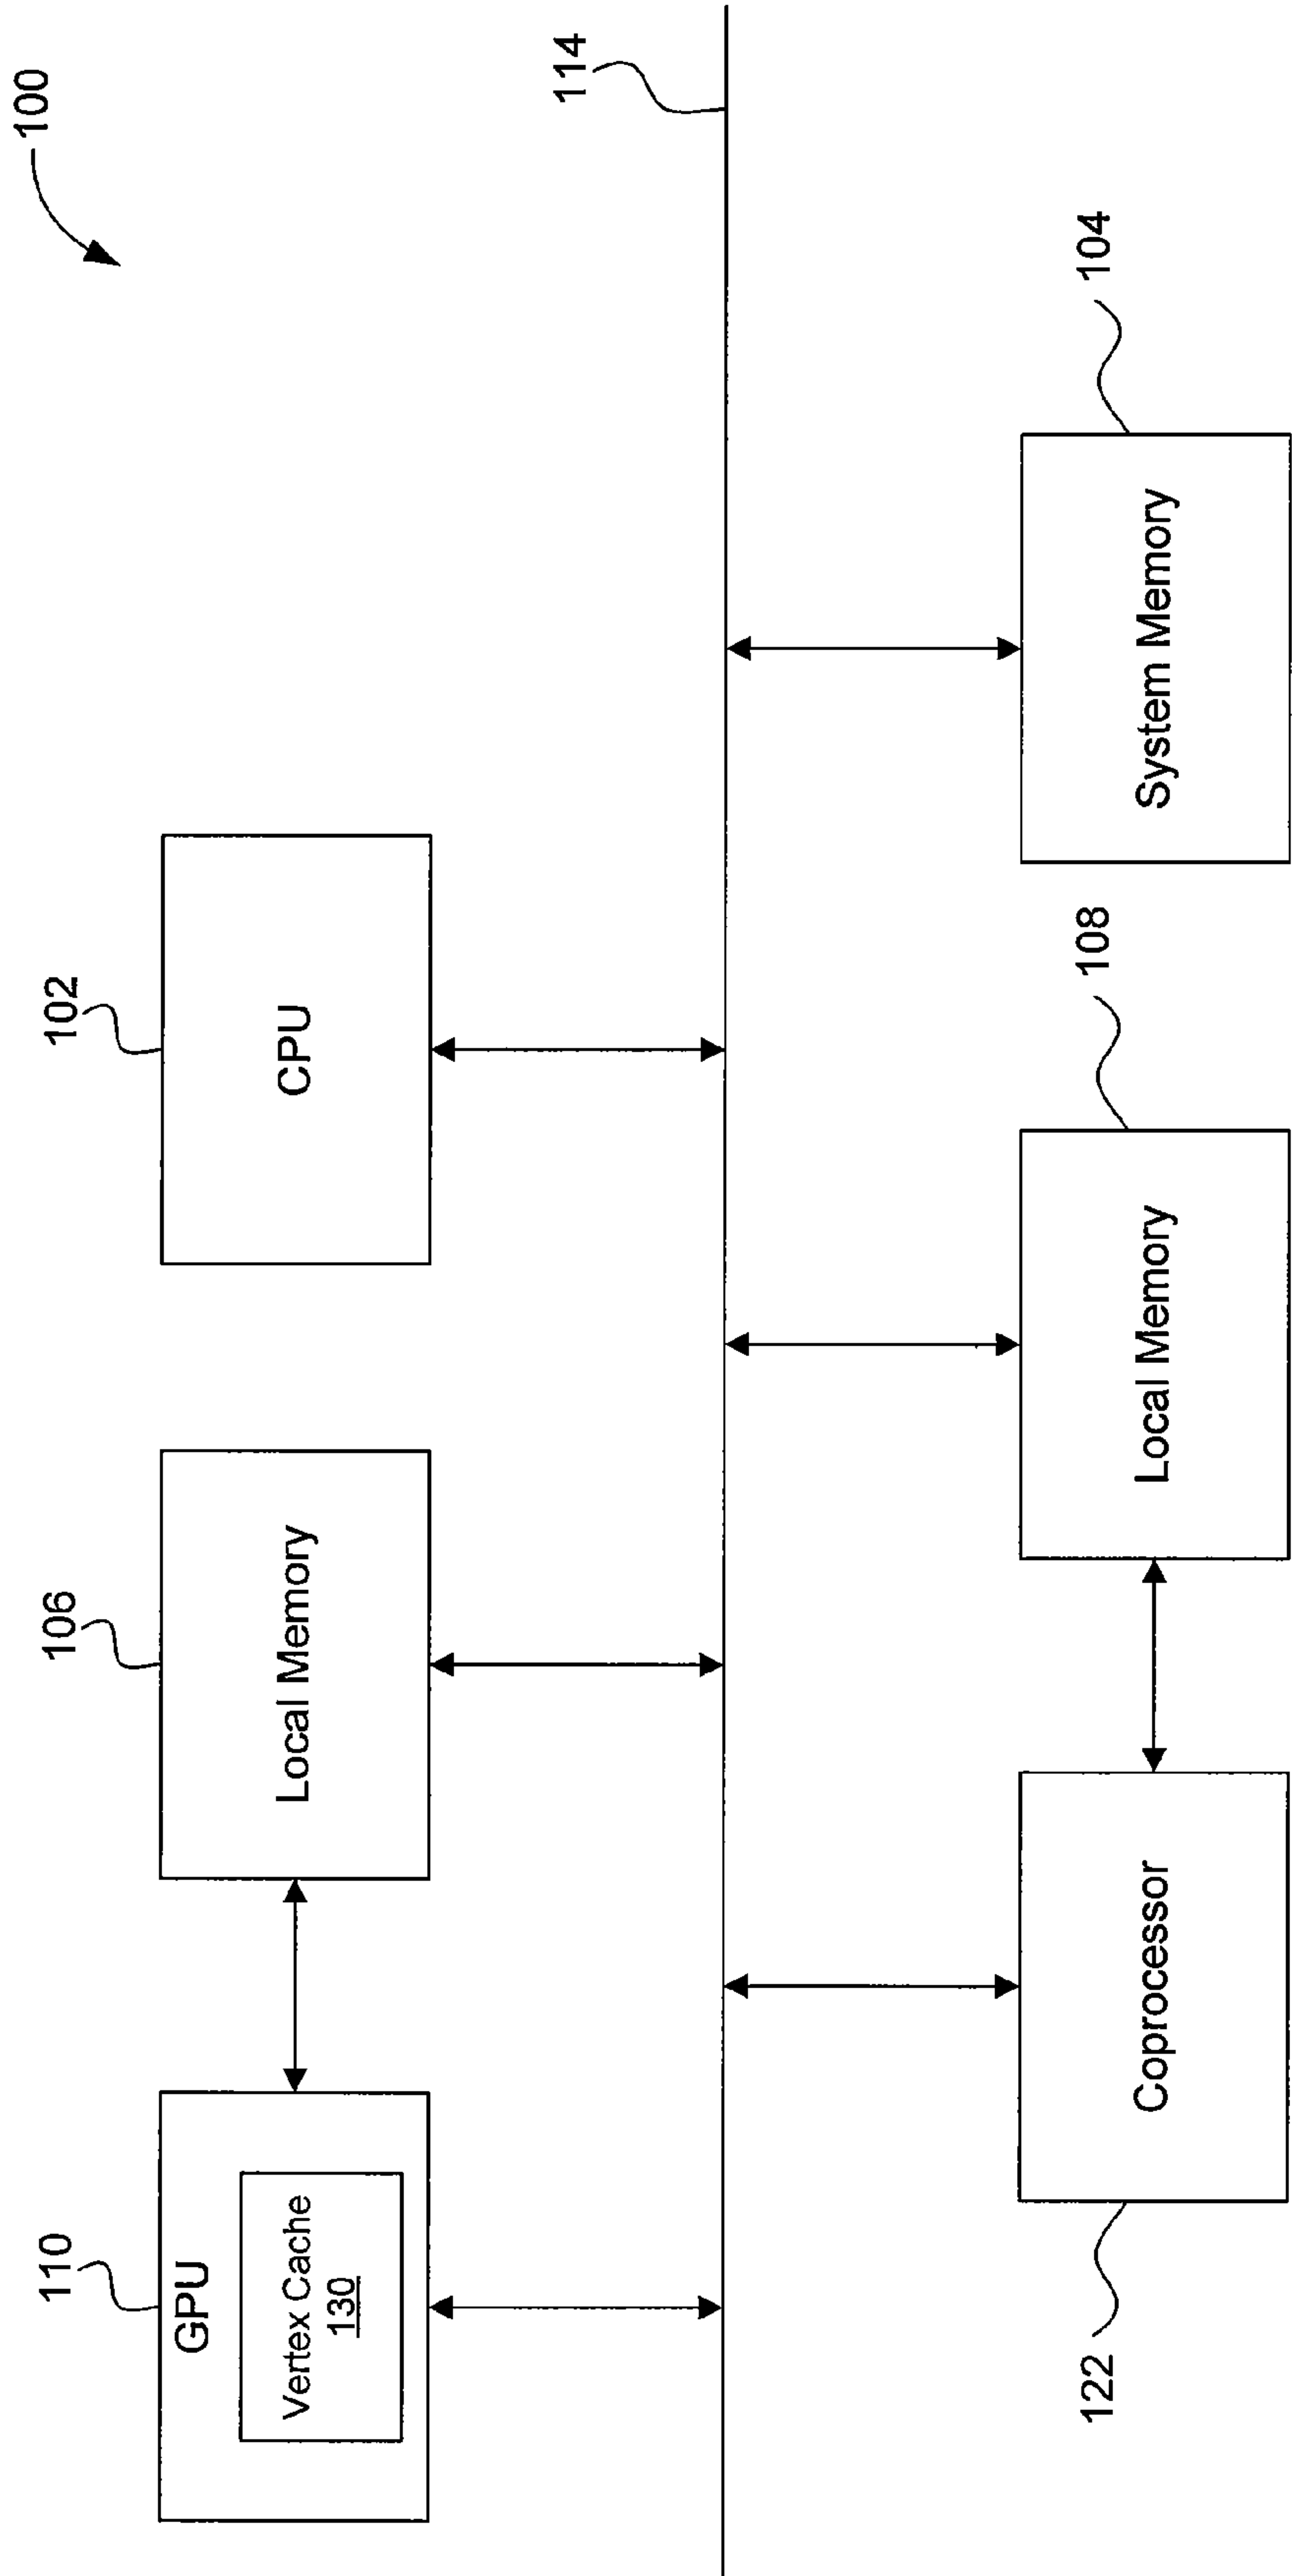 100
110
GPU
Vertex Cache
130
106
Local Memory
102
CPU
114
122
Coprocessor
Local Memory
108
System Memory
104